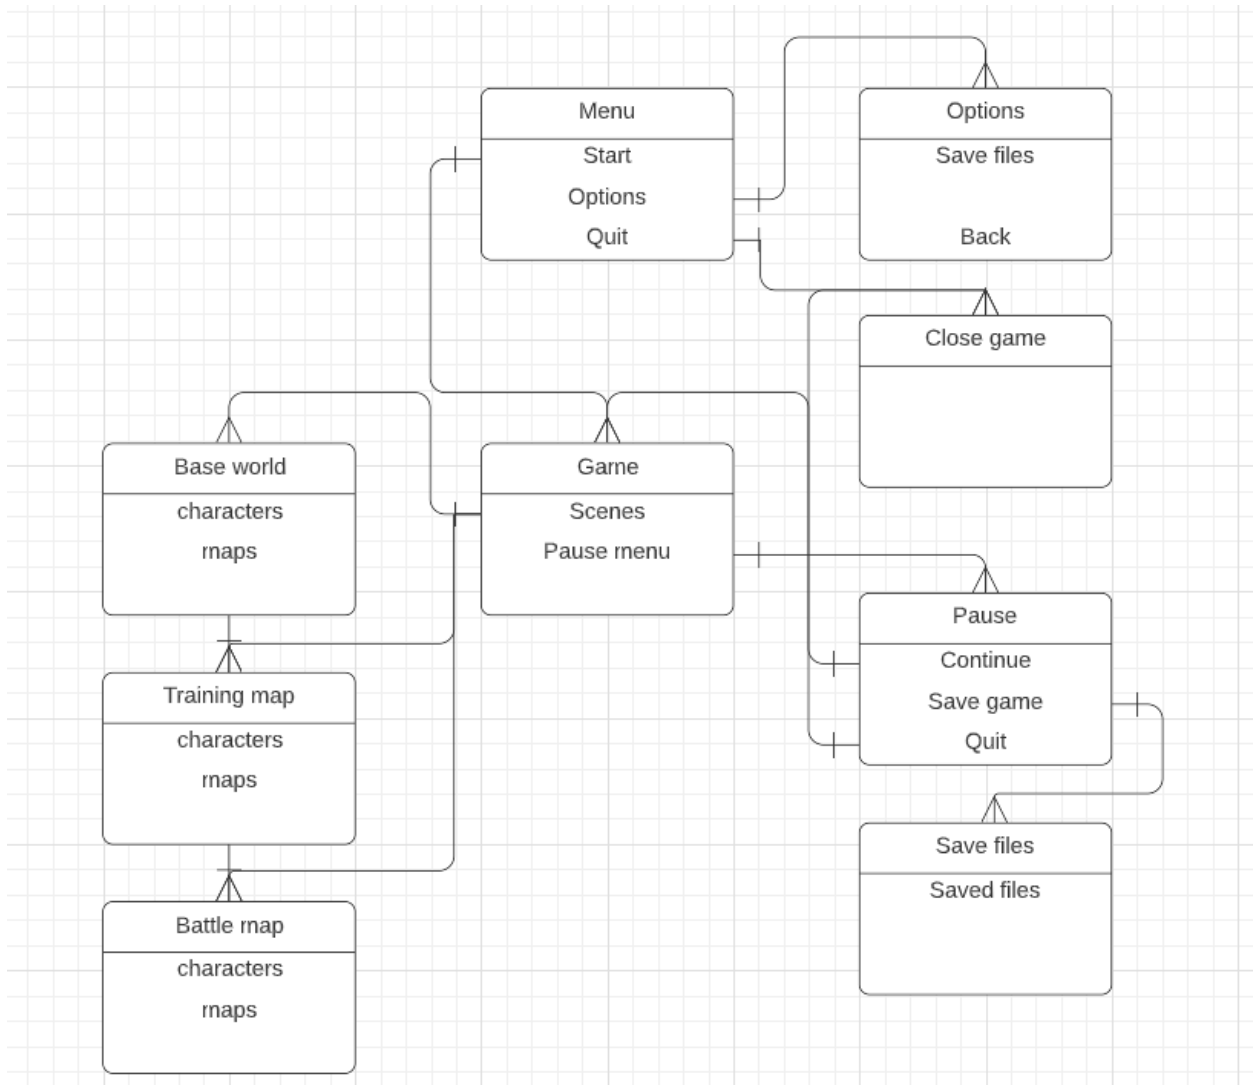 Menu
Start
Options
Quit
Options
Save files
Back
Close game
Base world
characters
maps
Game
Scenes
Pause menu
Pause
Continue
Save game
Quit
Training map
characters
maps
Save files
Saved files
Battle map
characters
maps